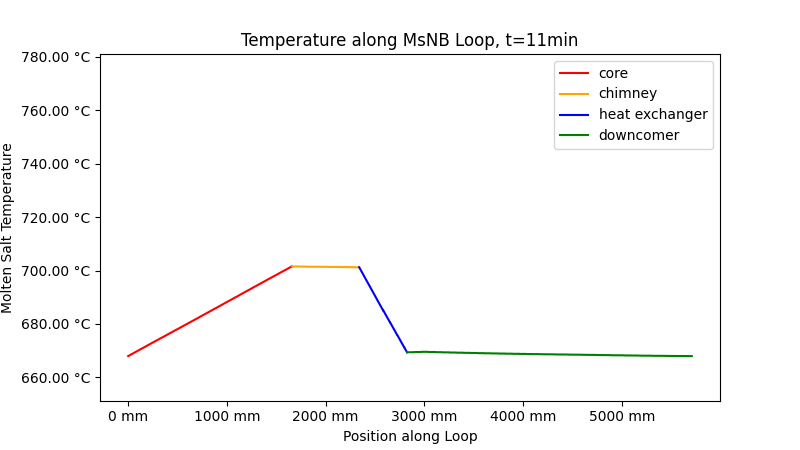 Temperature along MsNB Loop, t=11min
780.00 °C
760.00 °C
740.00 °C
720.00 °C
700.00 °C
680.00 °C
660.00 °C
Molten Salt Temperature
core
chimney
heat exchanger
downcomer
0 mm
1000 mm
2000 mm
3000 mm
4000 mm
5000 mm
Position along Loop